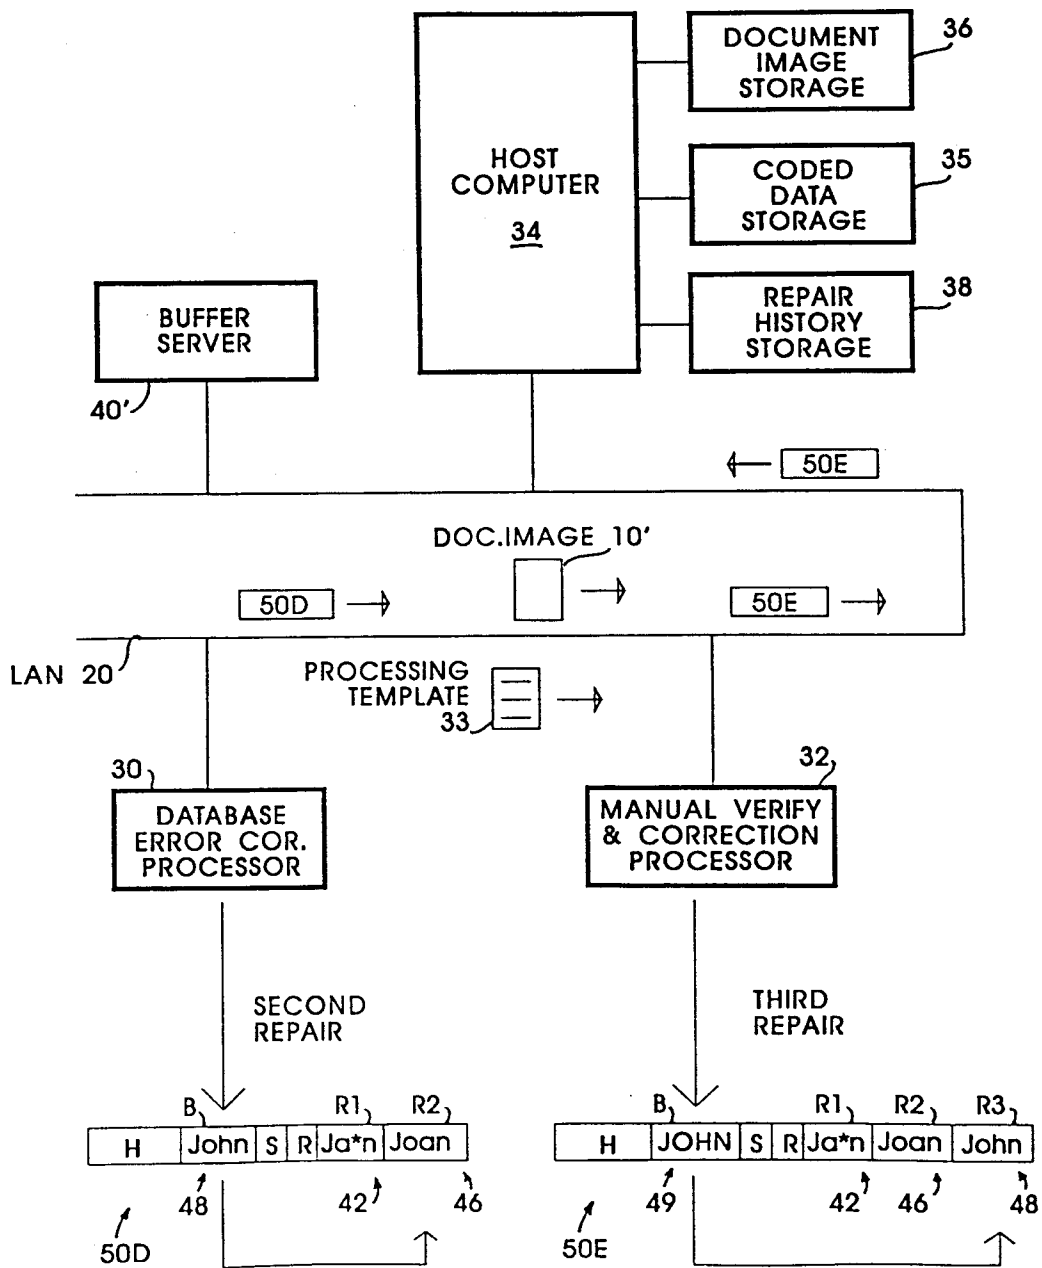 DOCUMENT
IMAGE
STORAGE
36
HOST
COMPUTER
34
CODED
DATA
STORAGE
35
REPAIR
HISTORY
STORAGE
38
BUFFER
SERVER
40'
50E
DOC.IMAGE 10'
50D
50E
LAN 20
PROCESSING
TEMPLATE
33
30
DATABASE
ERROR COR.
PROCESSOR
32
MANUAL VERIFY
& CORRECTION
PROCESSOR
SECOND
REPAIR
THIRD
REPAIR
B R1 R2
H John S R Ja*n Joan
48 42 46
50D
B R1 R2 R3
H JOHN S R Ja*n Joan John
49 42 46 48
50E